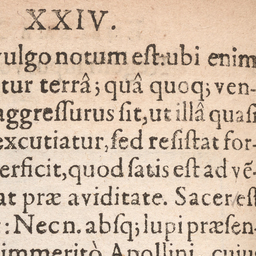 XXIV.
vulgo notum est:ubi enim
tur terrâ; quâ quoq; ven-
aggressurus sit, ut illâ quasi
excutiatur, sed resistat for-
erficit, quod satis est ad vẽ-
at præ aviditate. Sacer est
: Nec n. absq; lupi præsen-
immeritò Apollini, cuius